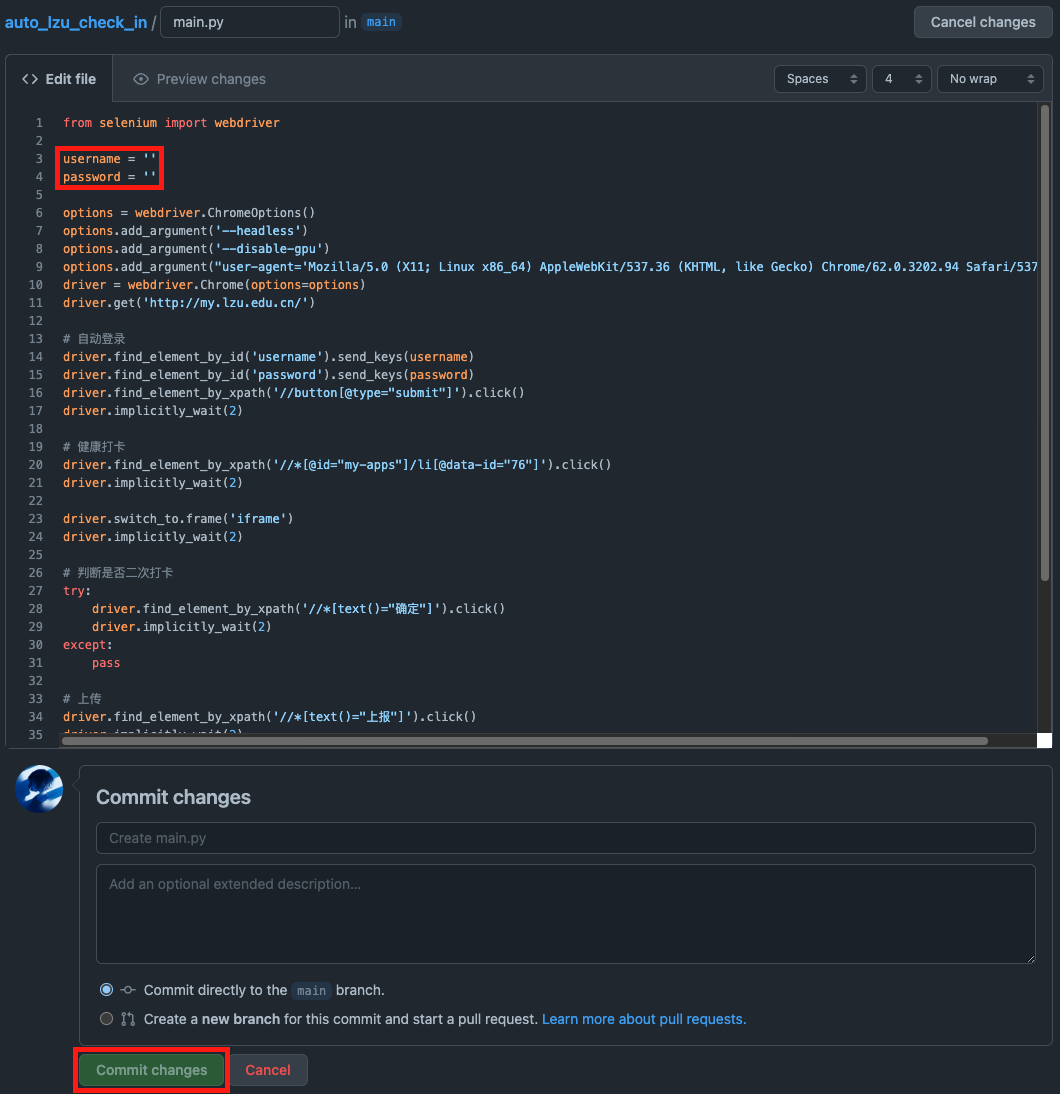 auto_lzu_check_in / main.py in main Cancel changes
Edit file Preview changes Spaces 4 No wrap
1 from selenium import webdriver
2
3 username = ''
4 password = ''
5
6 options = webdriver.ChromeOptions()
7 options.add_argument('--headless')
8 options.add_argument('--disable-gpu')
9 options.add_argument("user-agent='Mozilla/5.0 (X11; Linux x86_64) AppleWebKit/537.36 (KHTML, like Gecko) Chrome/62.0.3202.94 Safari/537
10 driver = webdriver.Chrome(options=options)
11 driver.get('http://my.lzu.edu.cn/')
12
13 # 自动登录
14 driver.find_element_by_id('username').send_keys(username)
15 driver.find_element_by_id('password').send_keys(password)
16 driver.find_element_by_xpath('//button[@type="submit"]').click()
17 driver.implicitly_wait(2)
18
19 # 健康打卡
20 driver.find_element_by_xpath('//*[@id="my-apps"]/li[@data-id="76"]').click()
21 driver.implicitly_wait(2)
22
23 driver.switch_to.frame('iframe')
24 driver.implicitly_wait(2)
25
26 # 判断是否二次打卡
27 try:
28     driver.find_element_by_xpath('//*[text()="确定"]').click()
29     driver.implicitly_wait(2)
30 except:
31     pass
32
33 # 上传
34 driver.find_element_by_xpath('//*[text()="上报"]').click()
35 driver.implicitly_wait(2)
Commit changes
Create main.py
Add an optional extended description...
Commit directly to the main branch.
Create a new branch for this commit and start a pull request. Learn more about pull requests.
Commit changes Cancel